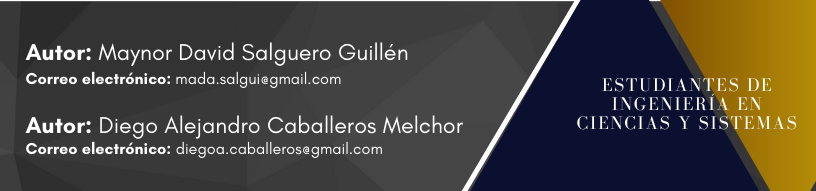 Autor: Maynor David Salguero Guillén
Correo electrónico: mada.salgui@gmail.com
Autor: Diego Alejandro Caballeros Melchor
Correo electrónico: diegoa.caballeros@gmail.com
ESTUDIANTES DE
INGENIERÍA EN
CIENCIAS Y SISTEMAS